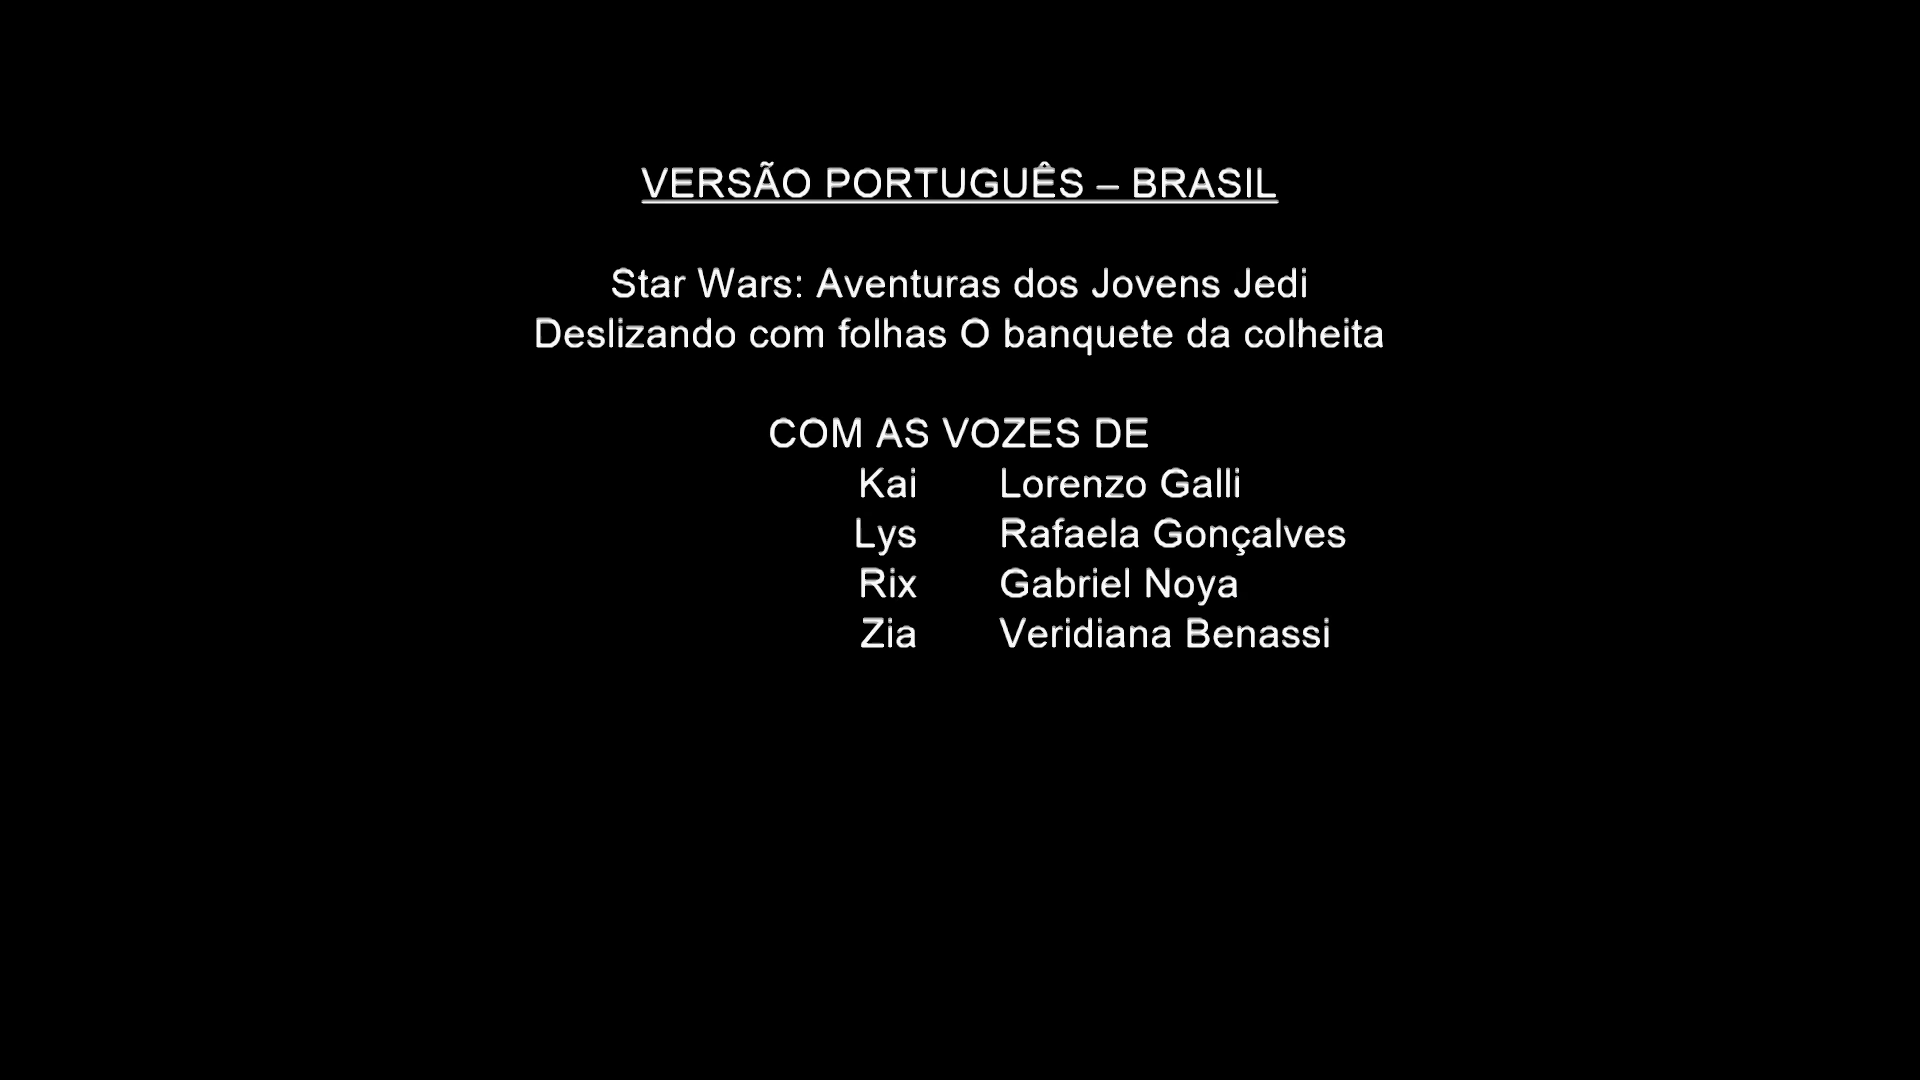 VERSÃO PORTUGUÊS – BRASIL
Star Wars: Aventuras dos Jovens Jedi
Deslizando com folhas O banquete da colheita
COM AS VOZES DE
Kai Lorenzo Galli
Lys Rafaela Gonçalves
Rix Gabriel Noya
Zia Veridiana Benassi